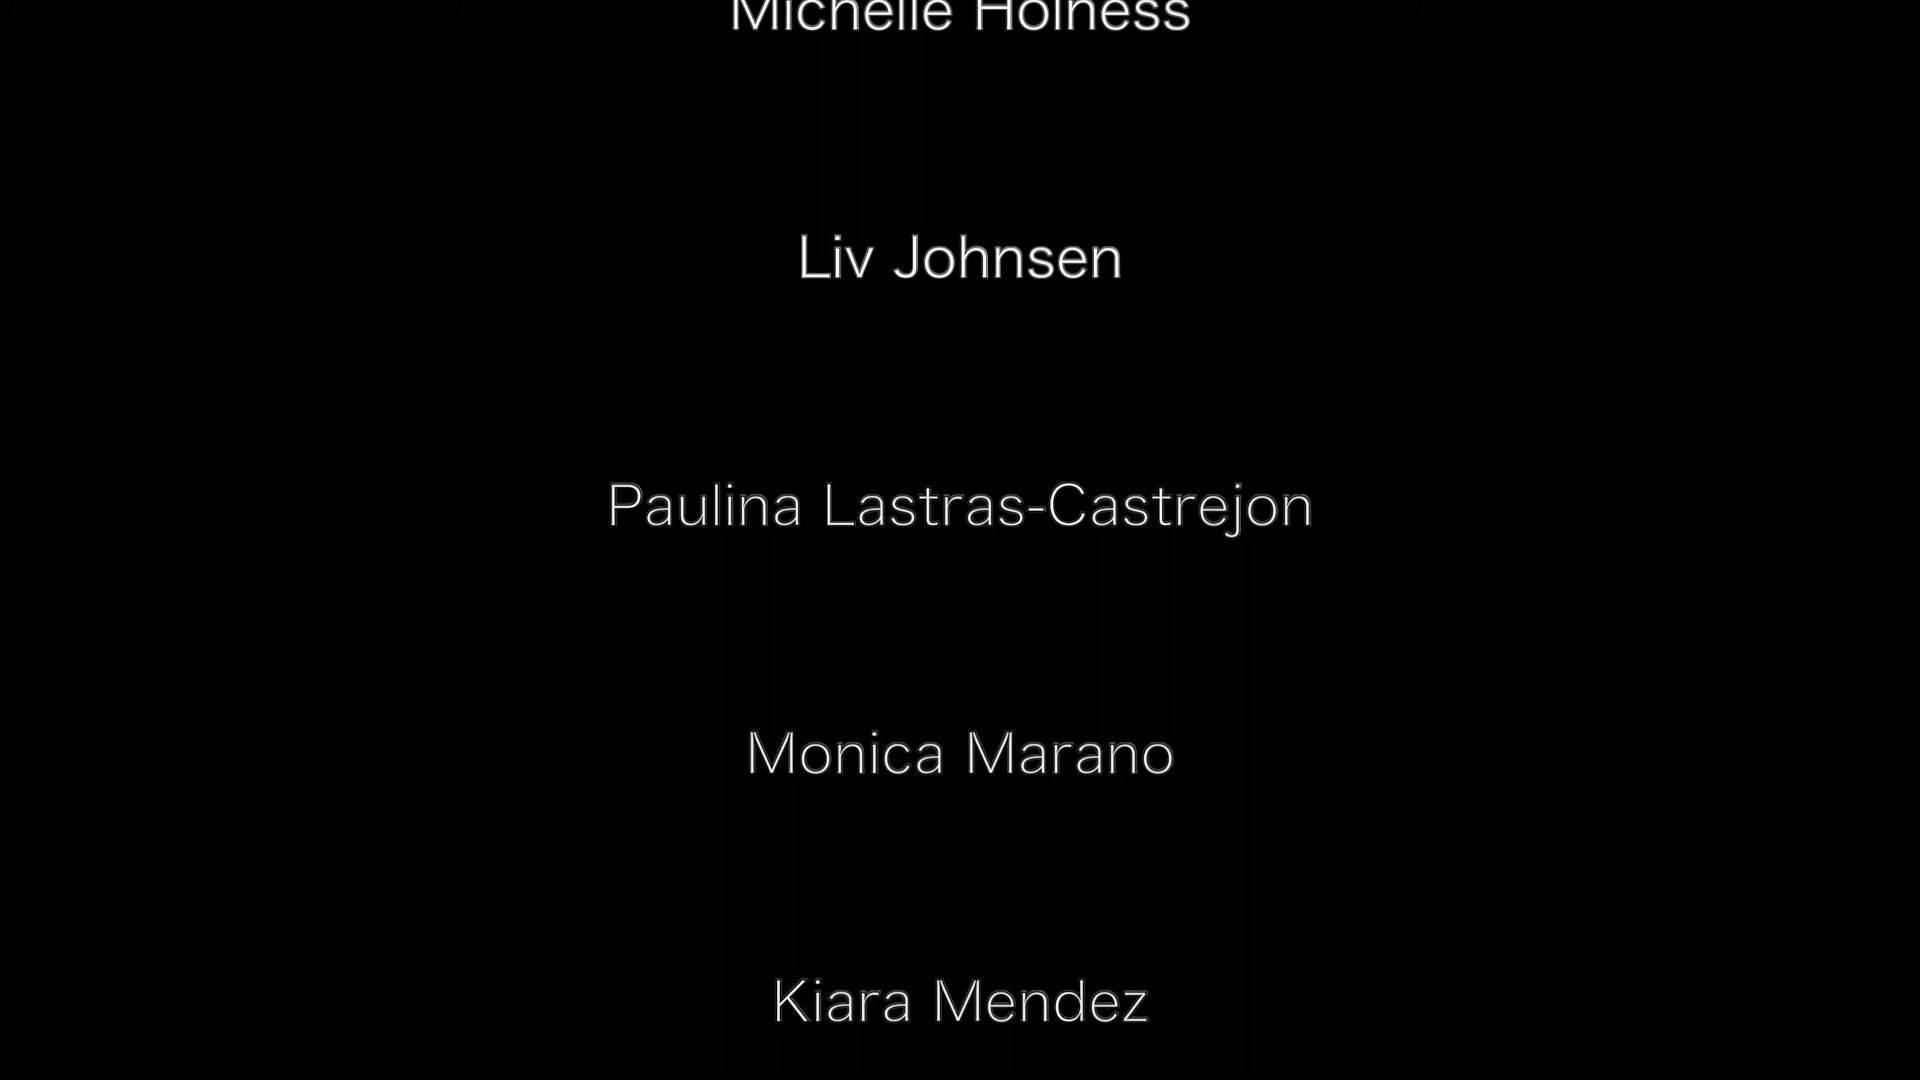 Michelle Holness
Liv Johnsen
Paulina Lastras-Castrejon
Monica Marano
Kiara Mendez